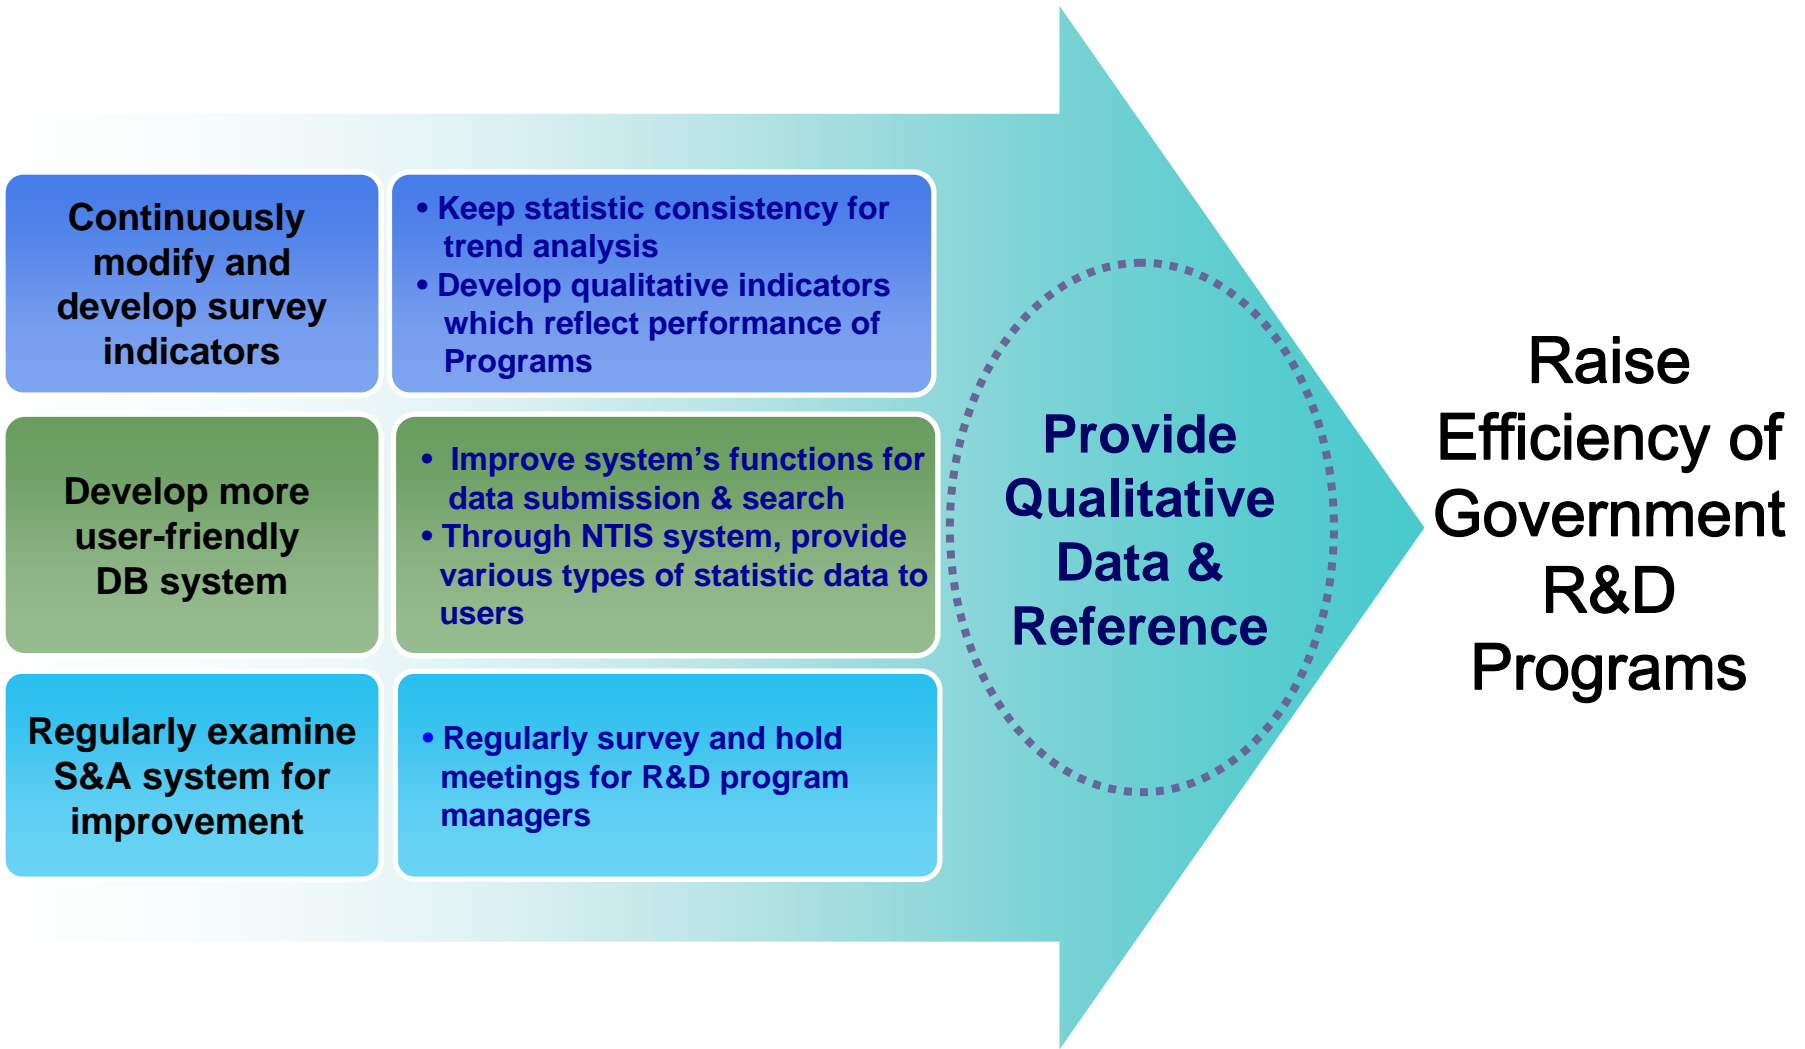 Continuously
modify and
develop survey
indicators
• Keep statistic consistency for
trend analysis
• Develop qualitative indicators
which reflect performance of
Programs
Develop more
user-friendly
DB system
• Improve system’s functions for
data submission & search
• Through NTIS system, provide
various types of statistic data to
users
Regularly examine
S&A system for
improvement
• Regularly survey and hold
meetings for R&D program
managers
Provide
Qualitative
Data &
Reference
Raise
Efficiency of
Government
R&D
Programs